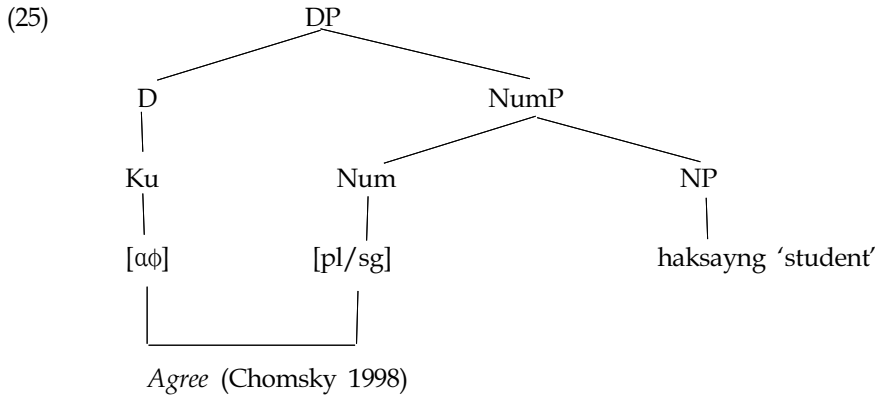 (25) DP
D NumP
Ku Num NP
[αϕ] [pl/sg] haksayng ‘student’
Agree (Chomsky 1998)